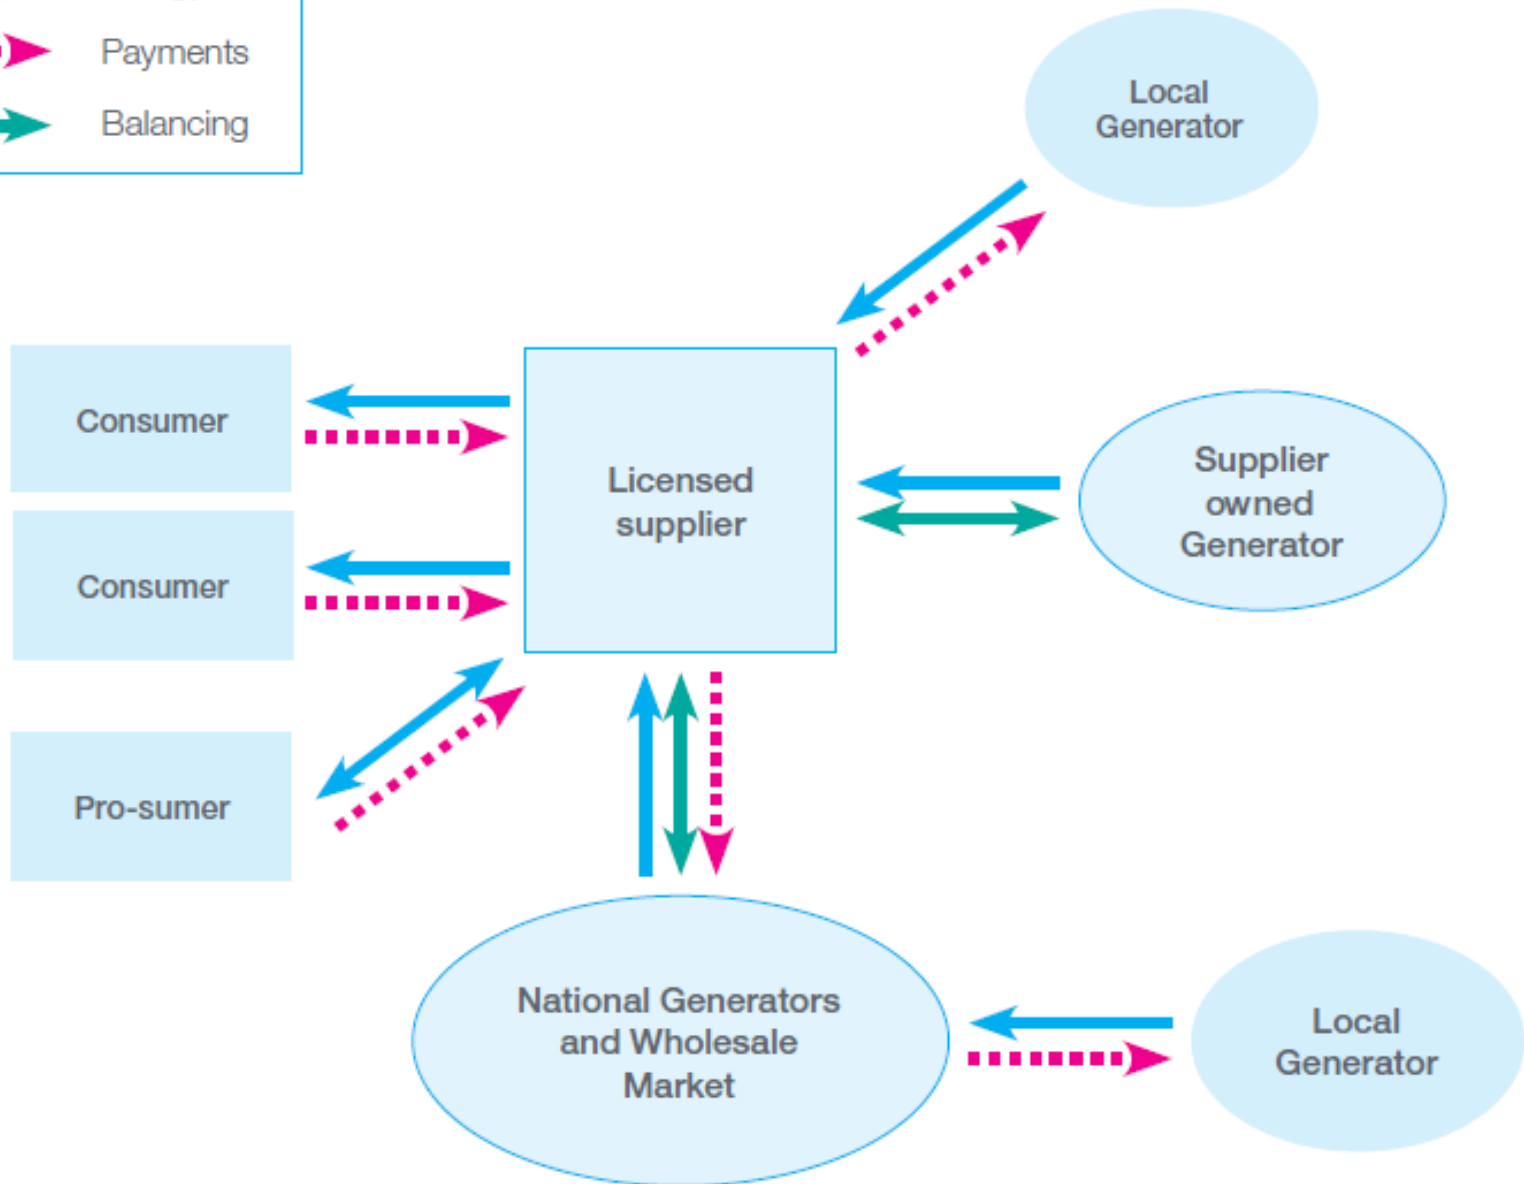 Payments
Balancing
Local
Generator
Consumer
Licensed
supplier
Supplier
owned
Generator
Consumer
Pro-sumer
National Generators
and Wholesale
Market
Local
Generator